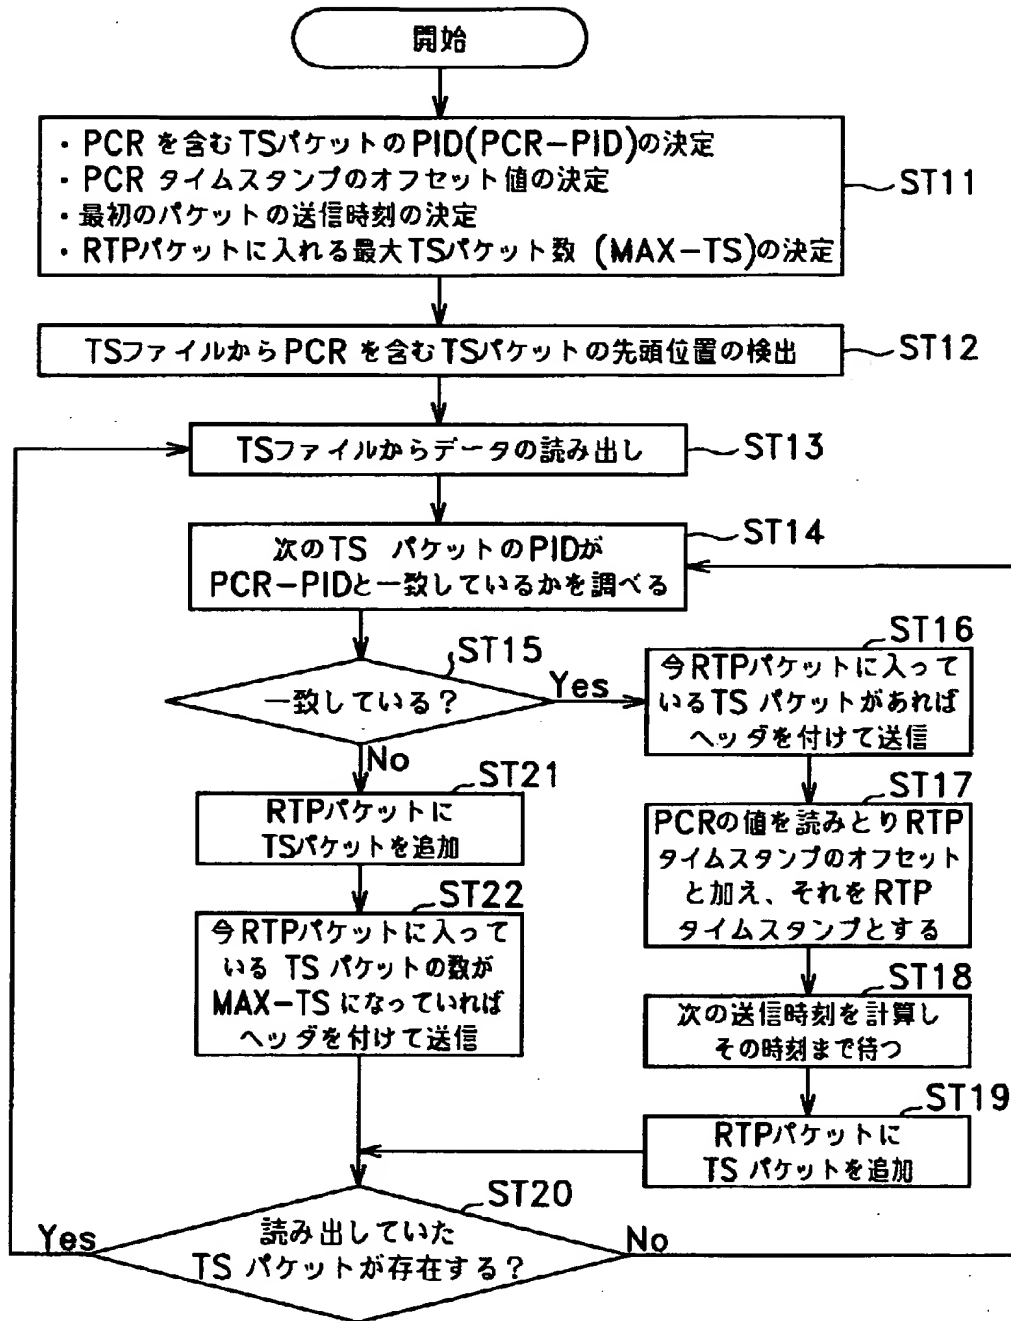 開始
・PCR を含むTSパケットのPID(PCR-PID)の決定
・PCR タイムスタンプのオフセット値の決定
・最初のパケットの送信時刻の決定
・RTPパケットに入れる最大TSパケット数 (MAX-TS)の決定
ST11
TSファイルからPCR を含むTSパケットの先頭位置の検出
ST12
TSファイルからデータの読み出し
ST13
ST14
次のTS パケットのPIDが
PCR-PIDと一致しているかを調べる
ST15
一致している?
Yes
No
ST16
今RTPパケットに入って
いるTS パケットがあれば
ヘッダを付けて送信
ST17
PCRの値を読みとりRTP
タイムスタンプのオフセット
と加え、それをRTP
タイムスタンプとする
ST18
次の送信時刻を計算し
その時刻まで待つ
ST19
RTPパケットに
TS パケットを追加
ST21
RTPパケットに
TSパケットを追加
ST22
今RTPパケットに入って
いる TS パケットの数が
MAX-TS になっていれば
ヘッダを付けて送信
ST20
読み出していた
TS パケットが存在する?
Yes
No